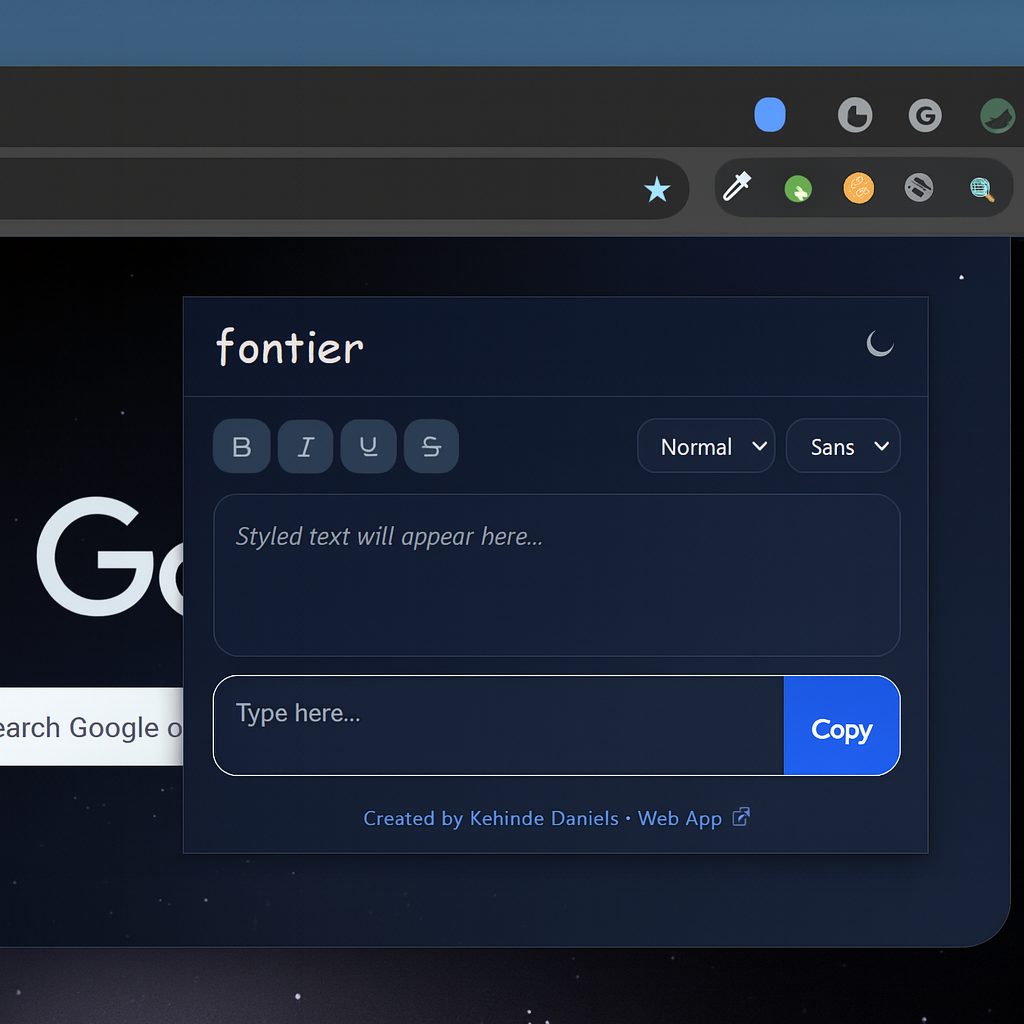 fontier
B I U S Normal Sans
Styled text will appear here...
Go
Type here...
Copy
earch Google o
Created by Kehinde Daniels • Web App